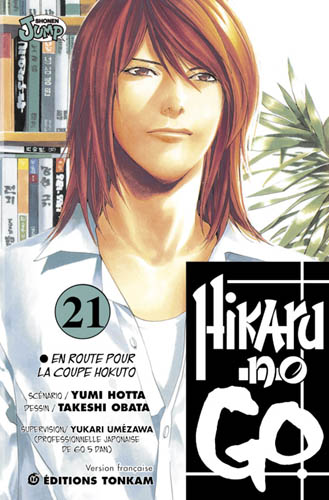 SHONEN
JUMP
21
HiKARU
no
GO
• EN ROUTE POUR
LA COUPE HOKUTO
SCÉNARIO / YUMI HOTTA
DESSIN / TAKESHI OBATA
SUPERVISION / YUKARI UMÉZAWA
(PROFESSIONNELLE JAPONAISE
DE GO 5 DAN)
Version française
ÉDITIONS TONKAM